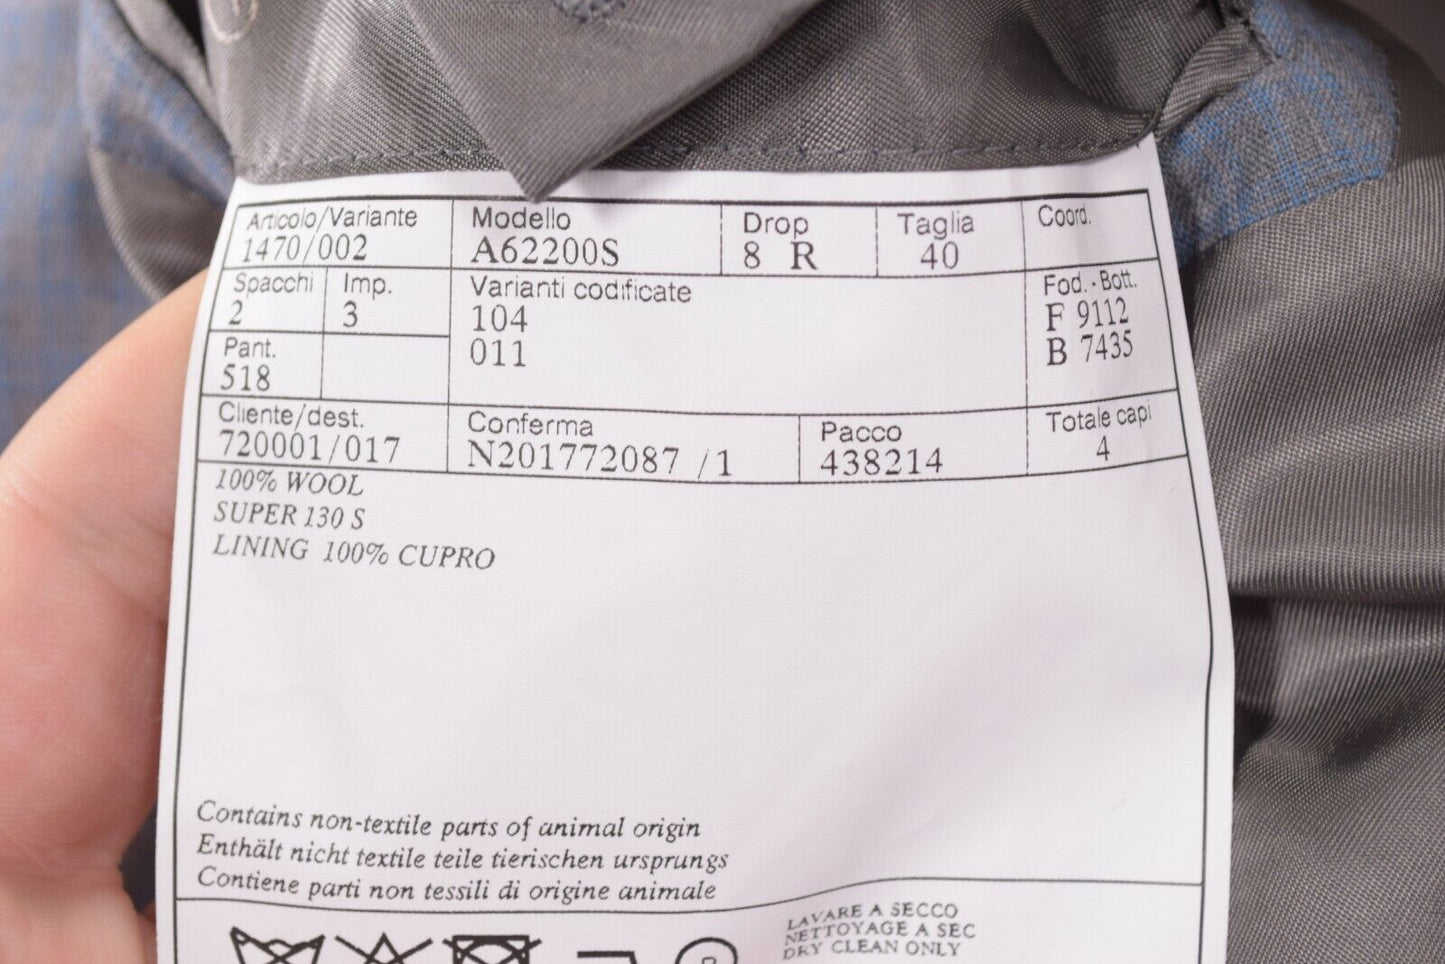 Articolo/Variante Modello Drop Taglia Coord.
1470/002 A62200S 8 R 40
Spacchi Imp. Varianti codificate Fod. - Bott.
2 3 104 F 9112
011 B 7435
Pant.
518
Cliente/dest. Conferma Pacco Totale capi
720001/017 N201772087 /1 438214 4
100% WOOL
SUPER 130 S
LINING 100% CUPRO
Contains non-textile parts of animal origin
Enthält nicht textile teile tierischen ursprungs
Contiene parti non tessili di origine animale
LAVARE A SECCO
NETTOYAGE A SEC
DRY CLEAN ONLY